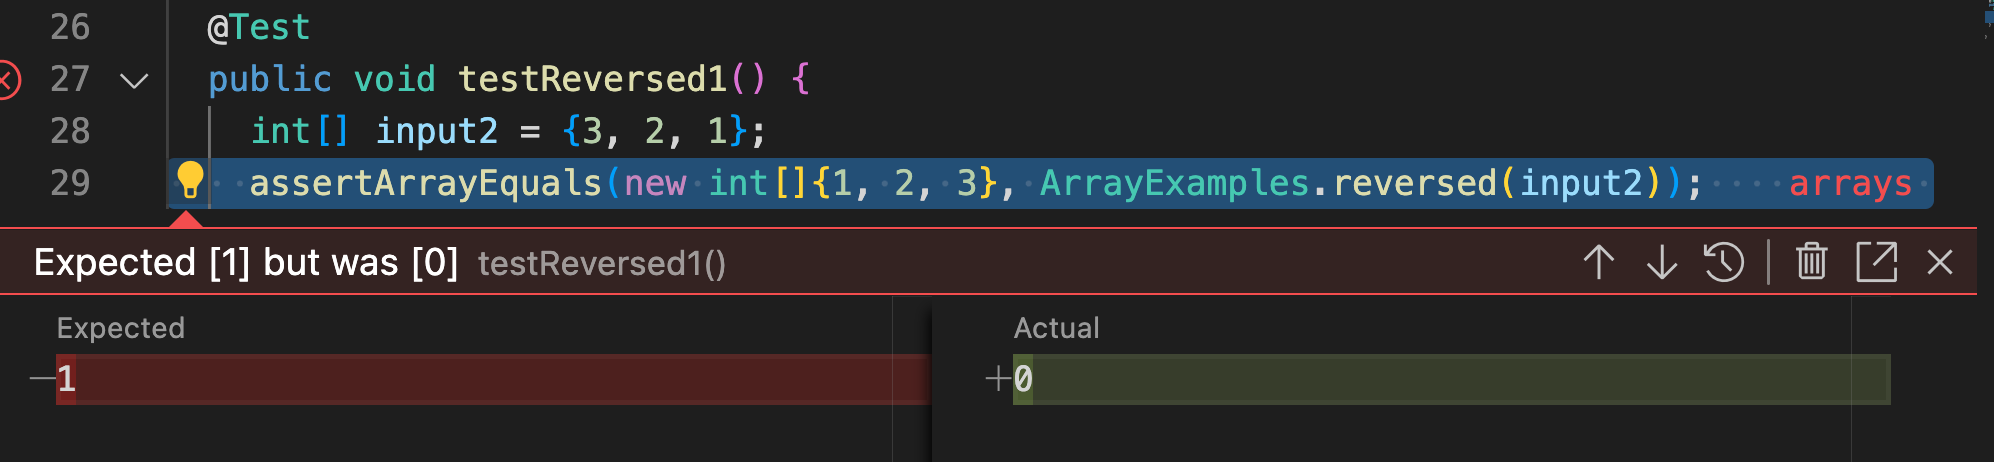 26 @Test
27 public void testReversed1() {
28 int[] input2 = {3, 2, 1};
29 assertArrayEquals(new int[]{1, 2, 3}, ArrayExamples.reversed(input2)); arrays
Expected [1] but was [0] testReversed1()
Expected Actual
—1 +0